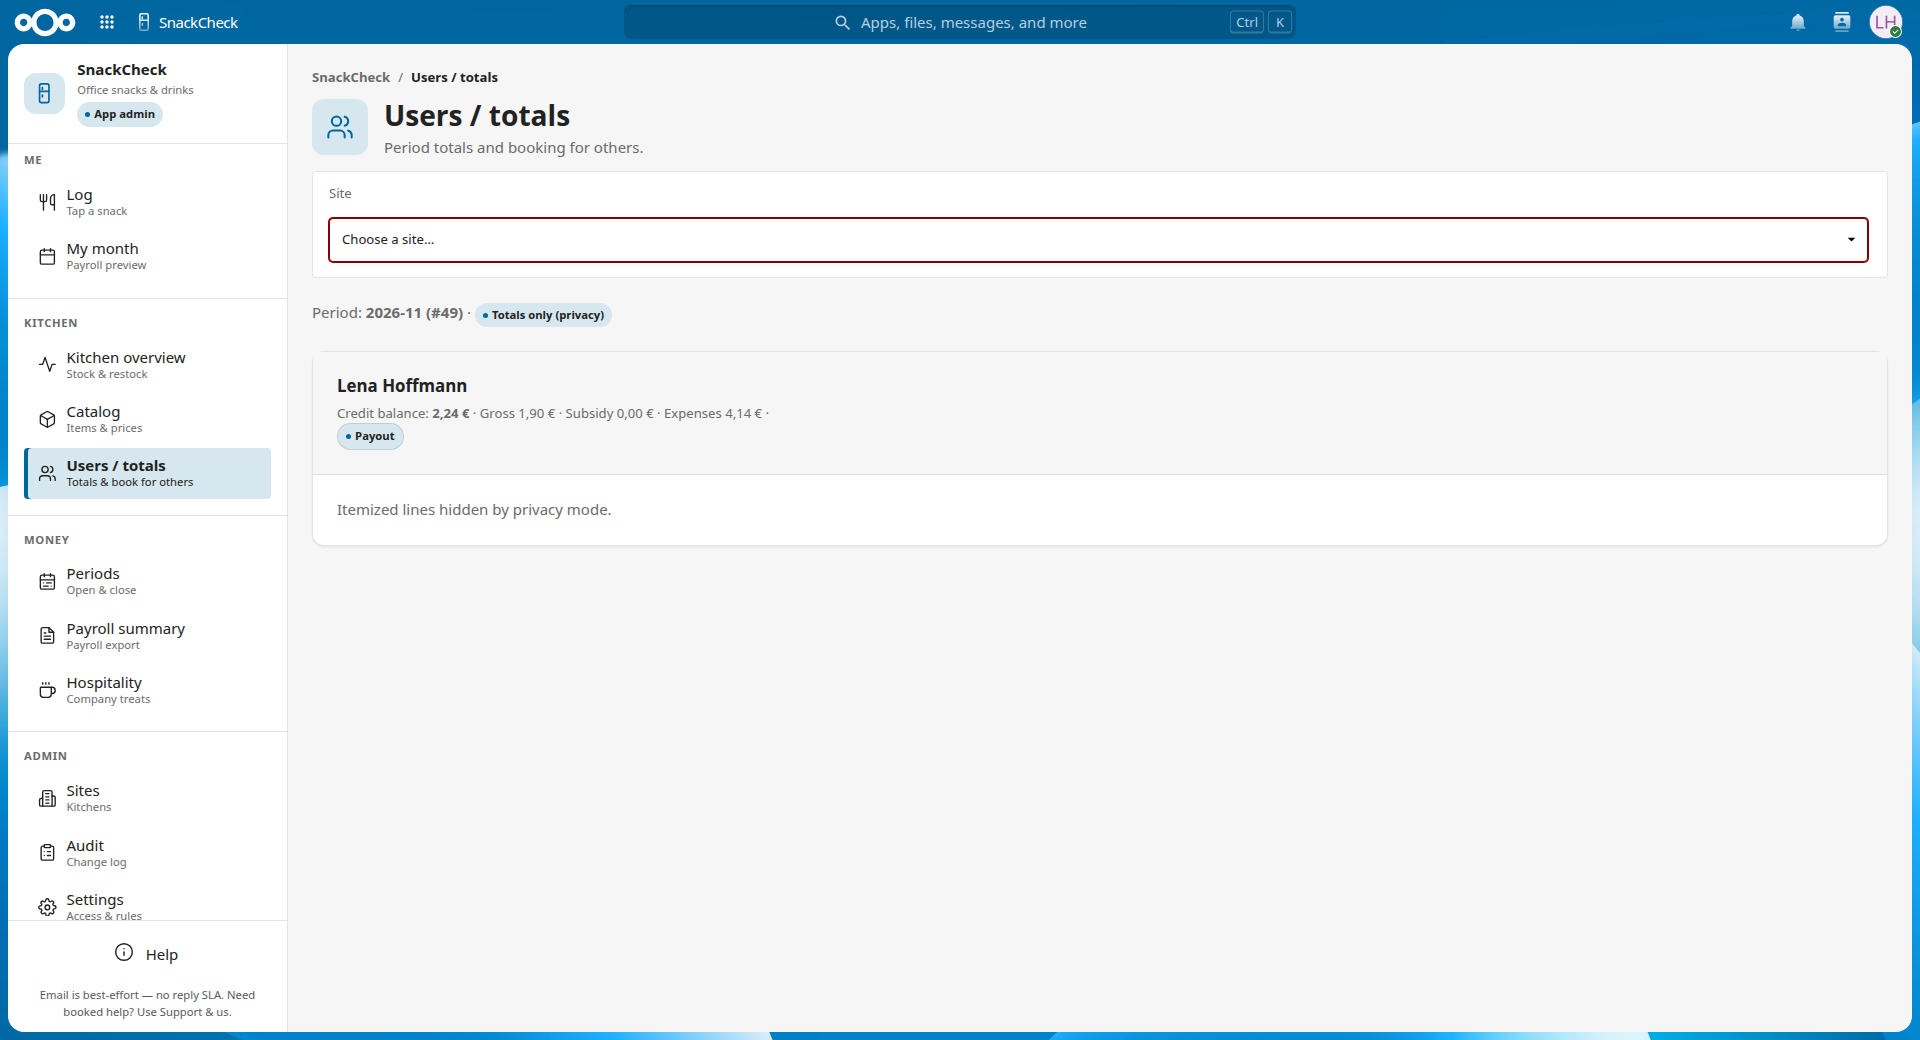 SnackCheck
Apps, files, messages, and more
Ctrl K
LH
SnackCheck
Office snacks & drinks
App admin
ME
Log
Tap a snack
My month
Payroll preview
KITCHEN
Kitchen overview
Stock & restock
Catalog
Items & prices
Users / totals
Totals & book for others
MONEY
Periods
Open & close
Payroll summary
Payroll export
Hospitality
Company treats
ADMIN
Sites
Kitchens
Audit
Change log
Settings
Access & rules
Help
Email is best-effort — no reply SLA. Need
booked help? Use Support & us.
SnackCheck / Users / totals
Users / totals
Period totals and booking for others.
Site
Choose a site...
Period: 2026-11 (#49) · Totals only (privacy)
Lena Hoffmann
Credit balance: 2,24 € · Gross 1,90 € · Subsidy 0,00 € · Expenses 4,14 € ·
Payout
Itemized lines hidden by privacy mode.